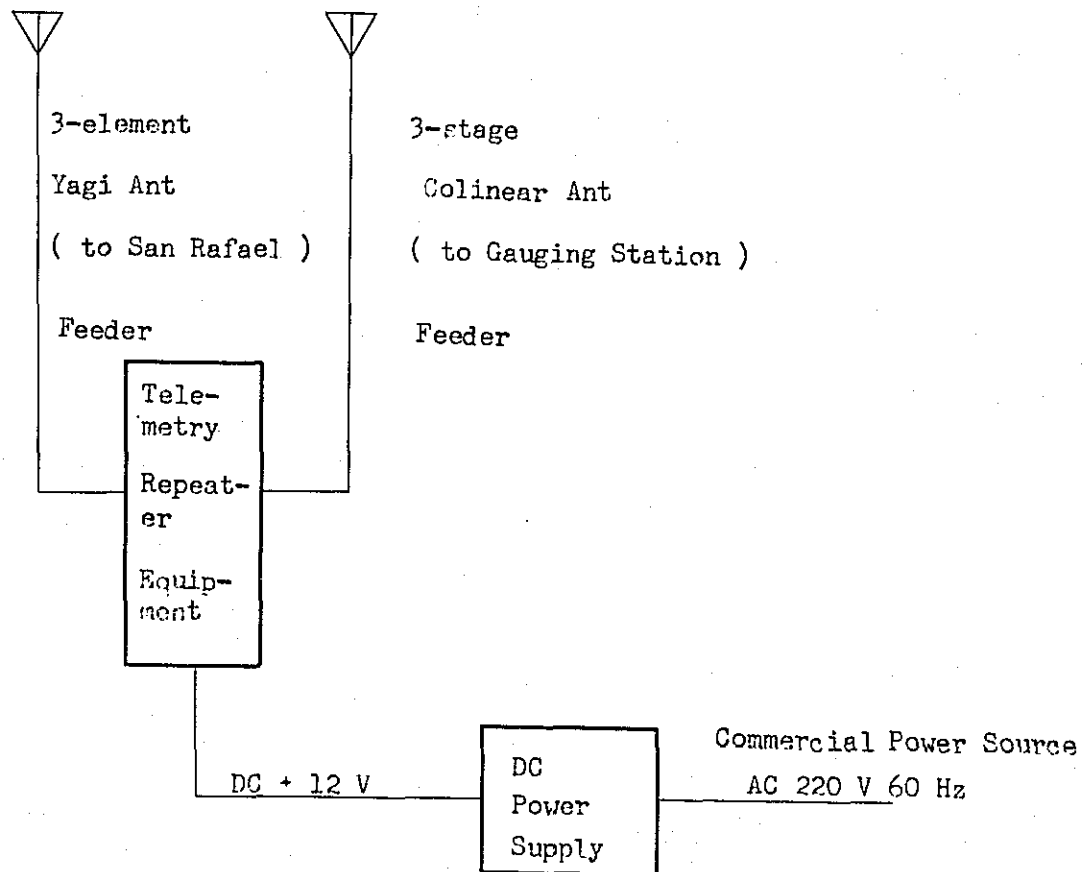 3-element
Yagi Ant
( to San Rafael )
Feeder
3-stage
Colinear Ant
( to Gauging Station )
Feeder
Tele-
metry
Repeat-
er
Equip-
ment
DC + 12 V
DC
Power
Supply
Commercial Power Source
AC 220 V 60 Hz